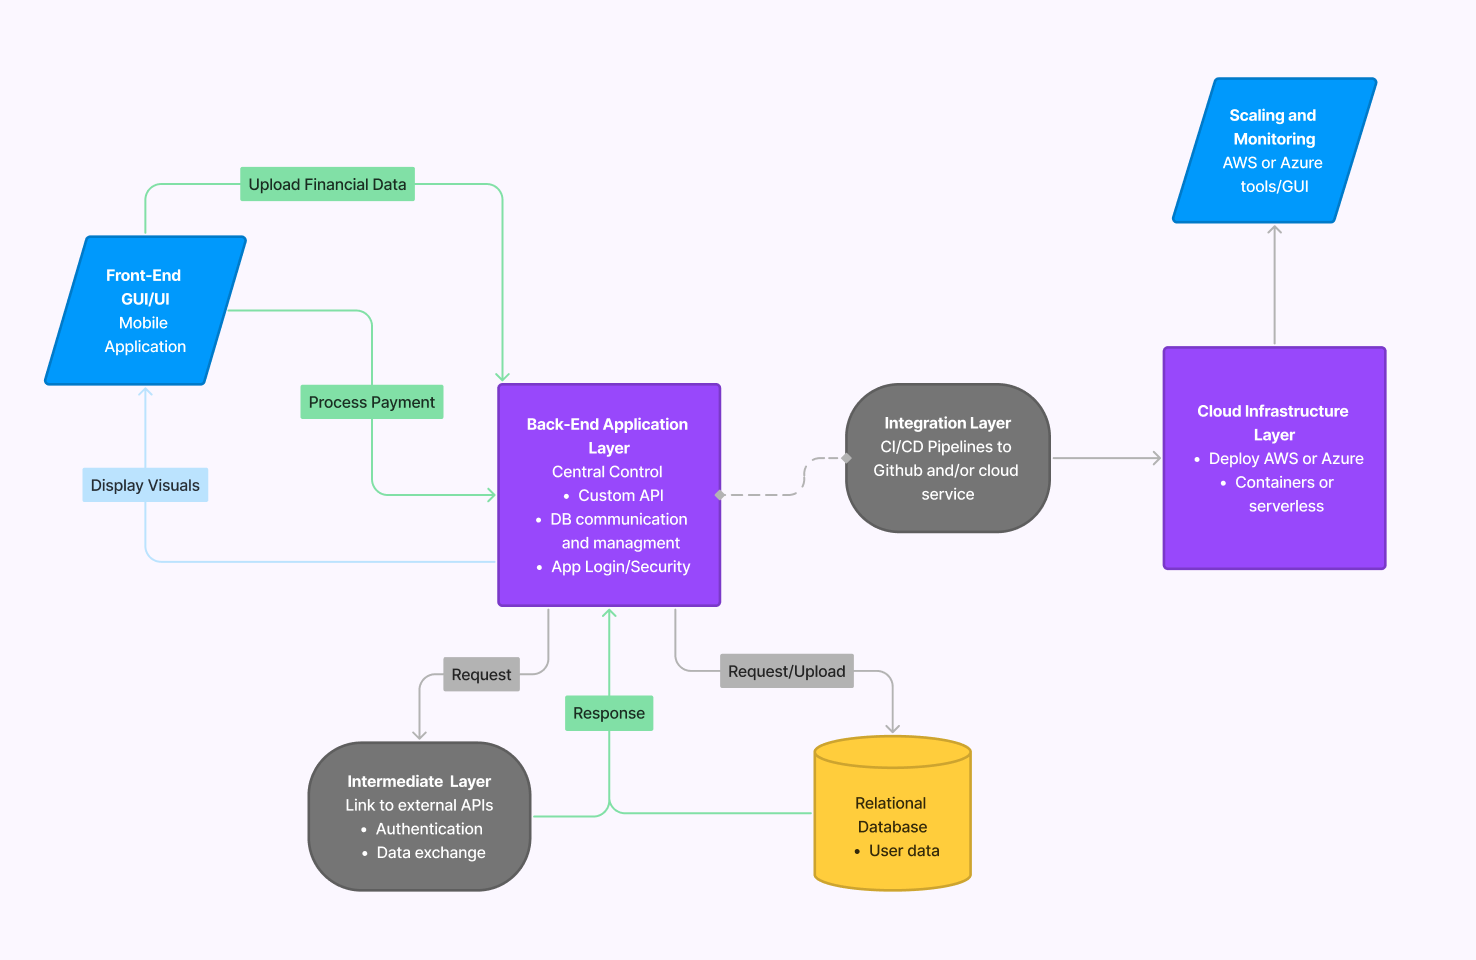 Scaling and
Monitoring
AWS or Azure
tools/GUI
Upload Financial Data
Front-End
GUI/UI
Mobile
Application
Process Payment
Display Visuals
Back-End Application
Layer
Central Control
• Custom API
• DB communication
and managment
• App Login/Security
Integration Layer
CI/CD Pipelines to
Github and/or cloud
service
Cloud Infrastructure
Layer
• Deploy AWS or Azure
• Containers or
serverless
Request
Response
Request/Upload
Intermediate Layer
Link to external APIs
• Authentication
• Data exchange
Relational
Database
• User data